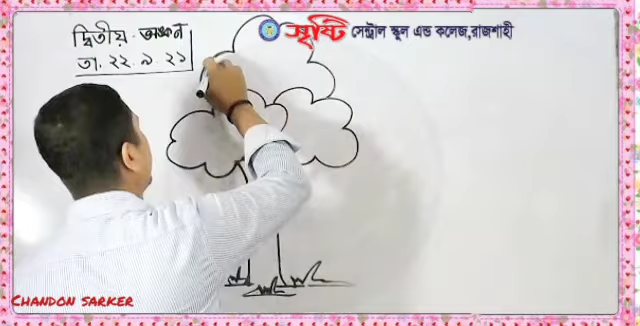 সৃষ্টি সেন্ট্রাল স্কুল এন্ড কলেজ,রাজশাহী
দ্বিতীয়. অঙ্কন
তা. ২২. ৯. ২১
CHANDON SARKER